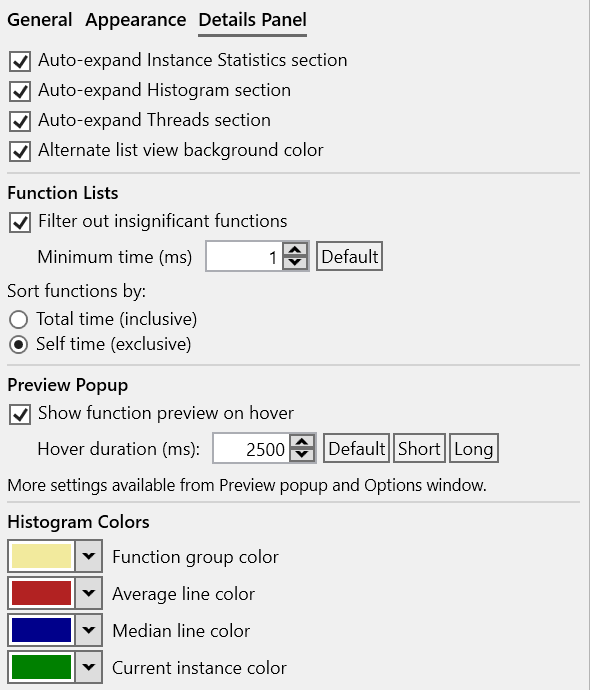 General Appearance Details Panel
Auto-expand Instance Statistics section
Auto-expand Histogram section
Auto-expand Threads section
Alternate list view background color
Function Lists
Filter out insignificant functions
Minimum time (ms) 1 Default
Sort functions by:
Total time (inclusive)
Self time (exclusive)
Preview Popup
Show function preview on hover
Hover duration (ms): 2500 Default Short Long
More settings available from Preview popup and Options window.
Histogram Colors
Function group color
Average line color
Median line color
Current instance color